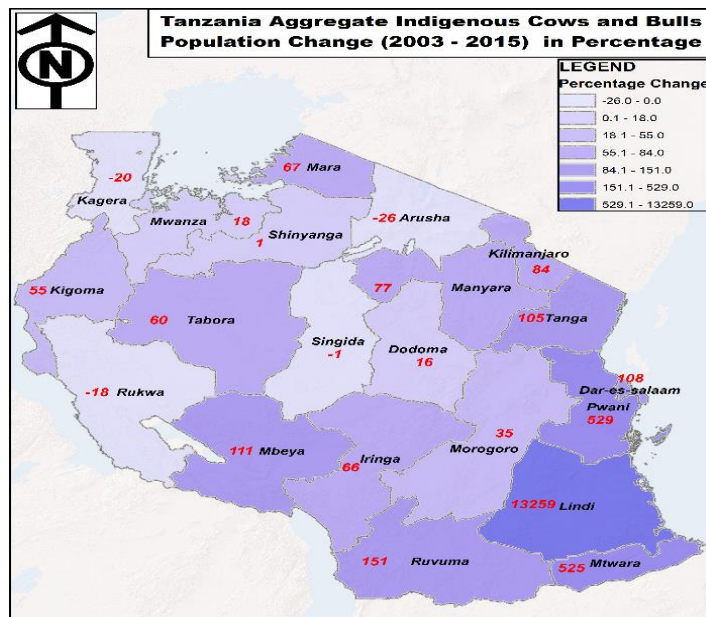 Tanzania Aggregate Indigenous Cows and Bulls
Population Change (2003 - 2015) in Percentage
N
LEGEND
Percentage Change
-26.0 - 0.0
0.1 - 18.0
18.1 - 55.0
55.1 - 84.0
84.1 - 151.0
151.1 - 529.0
529.1 - 13259.0
67 Mara
-20
Kagera
Mwanza
18
1 Shinyanga
-26 Arusha
Kilimanjaro
84
55 Kigoma
77
Manyara
60 Tabora
105 Tanga
Singida
-1
Dodoma
16
-18 Rukwa
108
Dar-es-salaam
Pwani
529
111 Mbeya
66 Iringa
35
Morogoro
13259 Lindi
151 Ruvuma
525 Mtwara